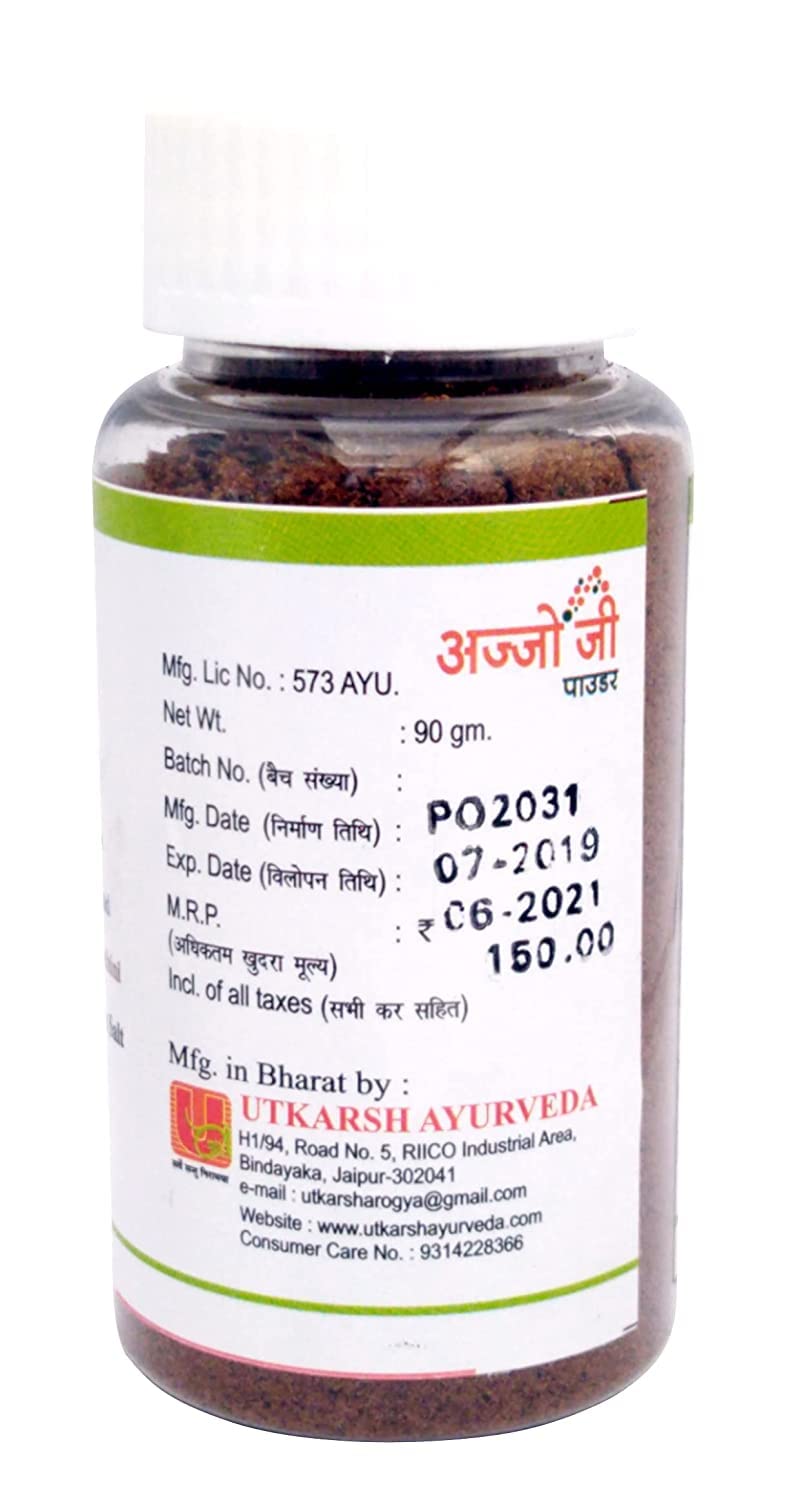 अज्जो जी
पाउडर
Mfg. Lic No. : 573 AYU.
Net Wt. : 90 gm.
Batch No. (बैच संख्या) : PO2031
Mfg. Date (निर्माण तिथि) : 07-2019
Exp. Date (विलोपन तिथि) : 06-2021
M.R.P. : ₹ 150.00
(अधिकतम खुदरा मूल्य)
Incl. of all taxes (सभी कर सहित)
Mfg. in Bharat by :
UTKARSH AYURVEDA
H1/94, Road No. 5, RIICO Industrial Area,
Bindayaka, Jaipur-302041
e-mail : utkarsharogya@gmail.com
Website : www.utkarshayurveda.com
Consumer Care No. : 9314228366